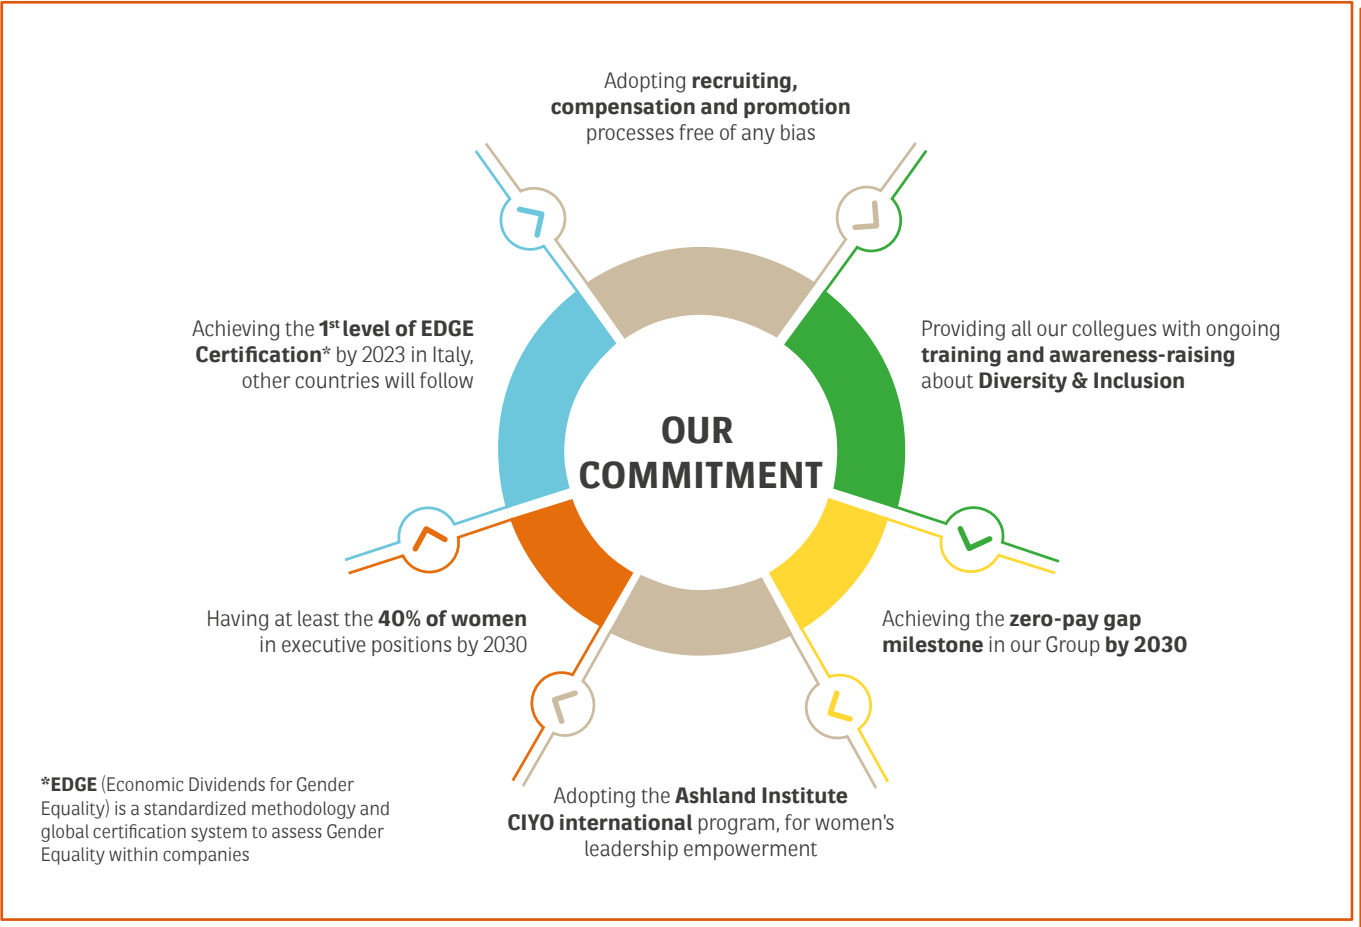 Adopting recruiting,
compensation and promotion
processes free of any bias
Achieving the 1st level of EDGE
Certification* by 2023 in Italy,
other countries will follow
Providing all our collegues with ongoing
training and awareness-raising
about Diversity & Inclusion
OUR
COMMITMENT
Having at least the 40% of women
in executive positions by 2030
Achieving the zero-pay gap
milestone in our Group by 2030
*EDGE (Economic Dividends for Gender
Equality) is a standardized methodology and
global certification system to assess Gender
Equality within companies
Adopting the Ashland Institute
CIYO international program, for women's
leadership empowerment